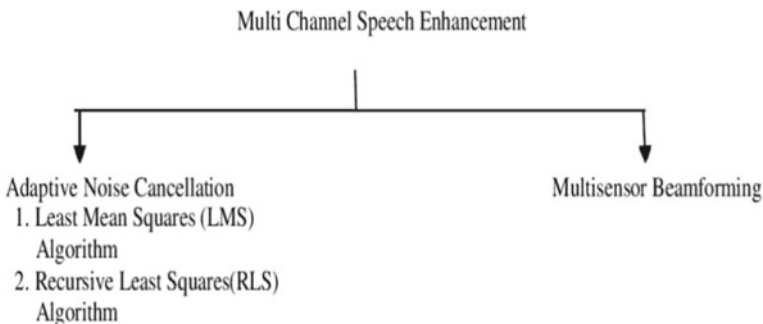 Multi Channel Speech Enhancement
Adaptive Noise Cancellation
1. Least Mean Squares (LMS)
Algorithm
2. Recursive Least Squares(RLS)
Algorithm
Multisensor Beamforming